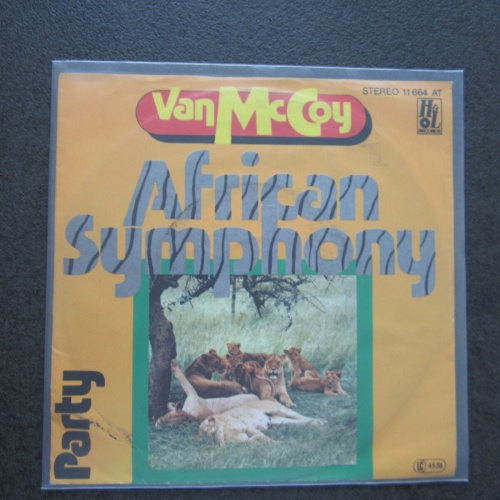 STEREO 11 664 AT
Van McCoy
H&L
African
Symphony
Party